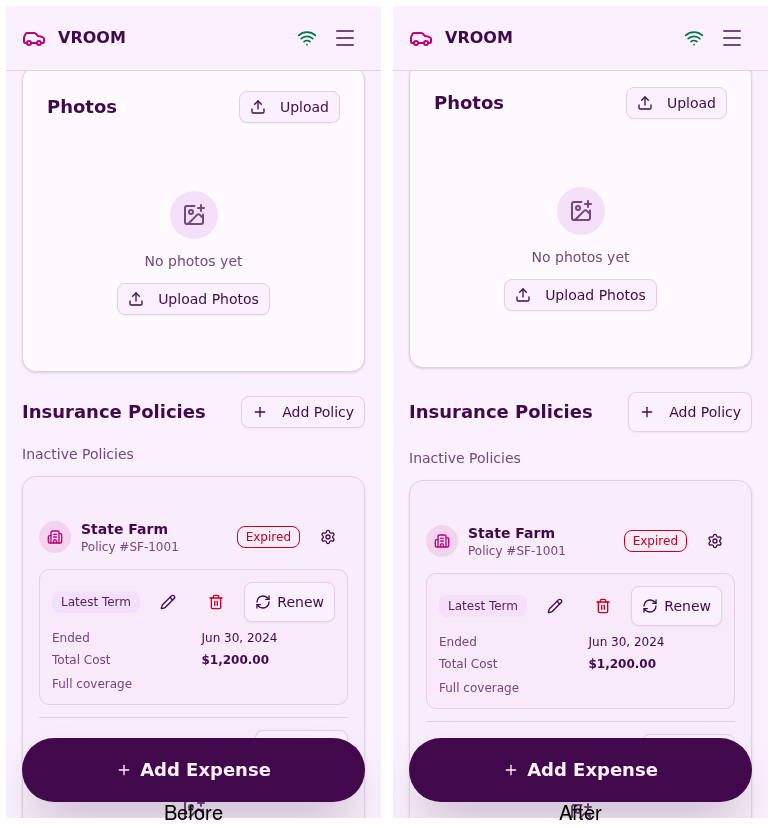 VROOM
Photos
Upload
No photos yet
Upload Photos
Insurance Policies
Add Policy
Inactive Policies
State Farm
Policy #SF-1001
Expired
Latest Term
Renew
Ended
Jun 30, 2024
Total Cost
$1,200.00
Full coverage
+ Add Expense
Before
VROOM
Photos
Upload
No photos yet
Upload Photos
Insurance Policies
Add Policy
Inactive Policies
State Farm
Policy #SF-1001
Expired
Latest Term
Renew
Ended
Jun 30, 2024
Total Cost
$1,200.00
Full coverage
+ Add Expense
After